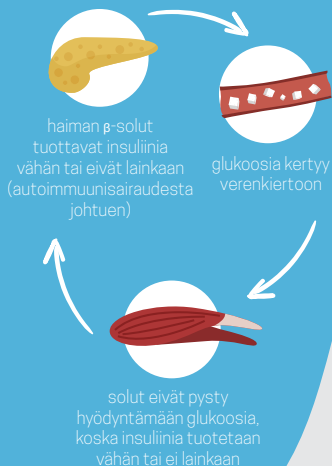 haiman β-solut
tuottavat insuliinia
vähän tai eivät lainkaan
(autoimmuunisairaudesta
johtuen)
glukoosia kertyy
verenkiertoon
solut eivät pysty
hyödyntämään glukoosia,
koska insuliinia tuotetaan
vähän tai ei lainkaan